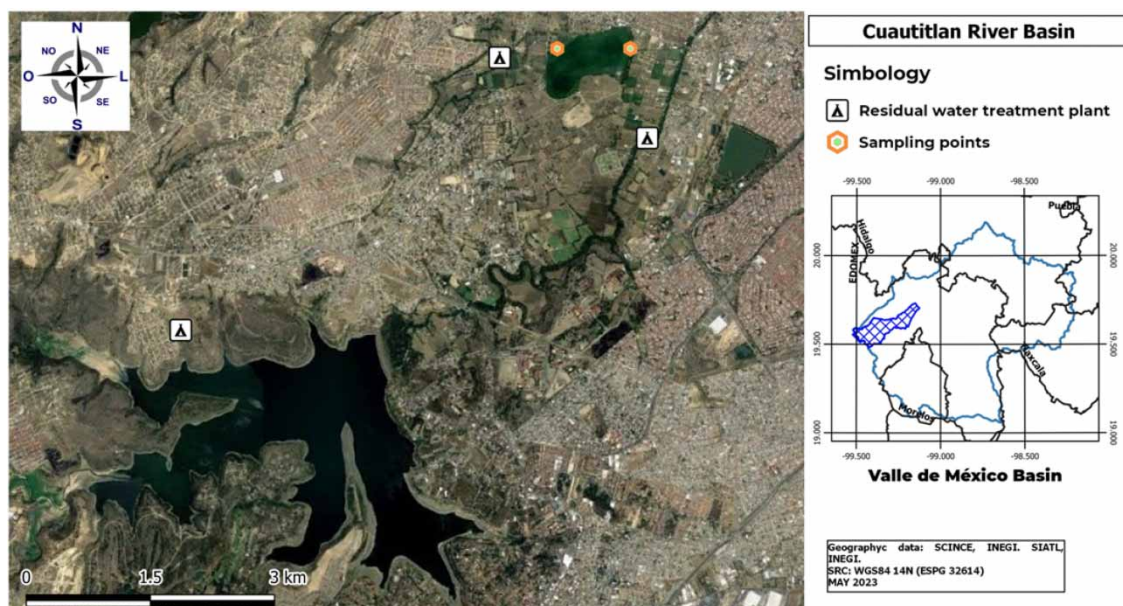 N
NO NE
O L
SO SE
S
0 1.5 3 km
Cuautitlan River Basin
Simbology
Residual water treatment plant
Sampling points
-99.500 -99.000 -98.500
Puebla
Hidalgo
EDOMEX
20.000 20.000
19.500 19.500
Tlaxcala
Morelos
19.000 19.000
-99.500 -99.000 -98.500
Valle de México Basin
Geographyc data: SCINCE, INEGI. SIATL,
INEGI.
SRC: WGS84 14N (ESPG 32614)
MAY 2023